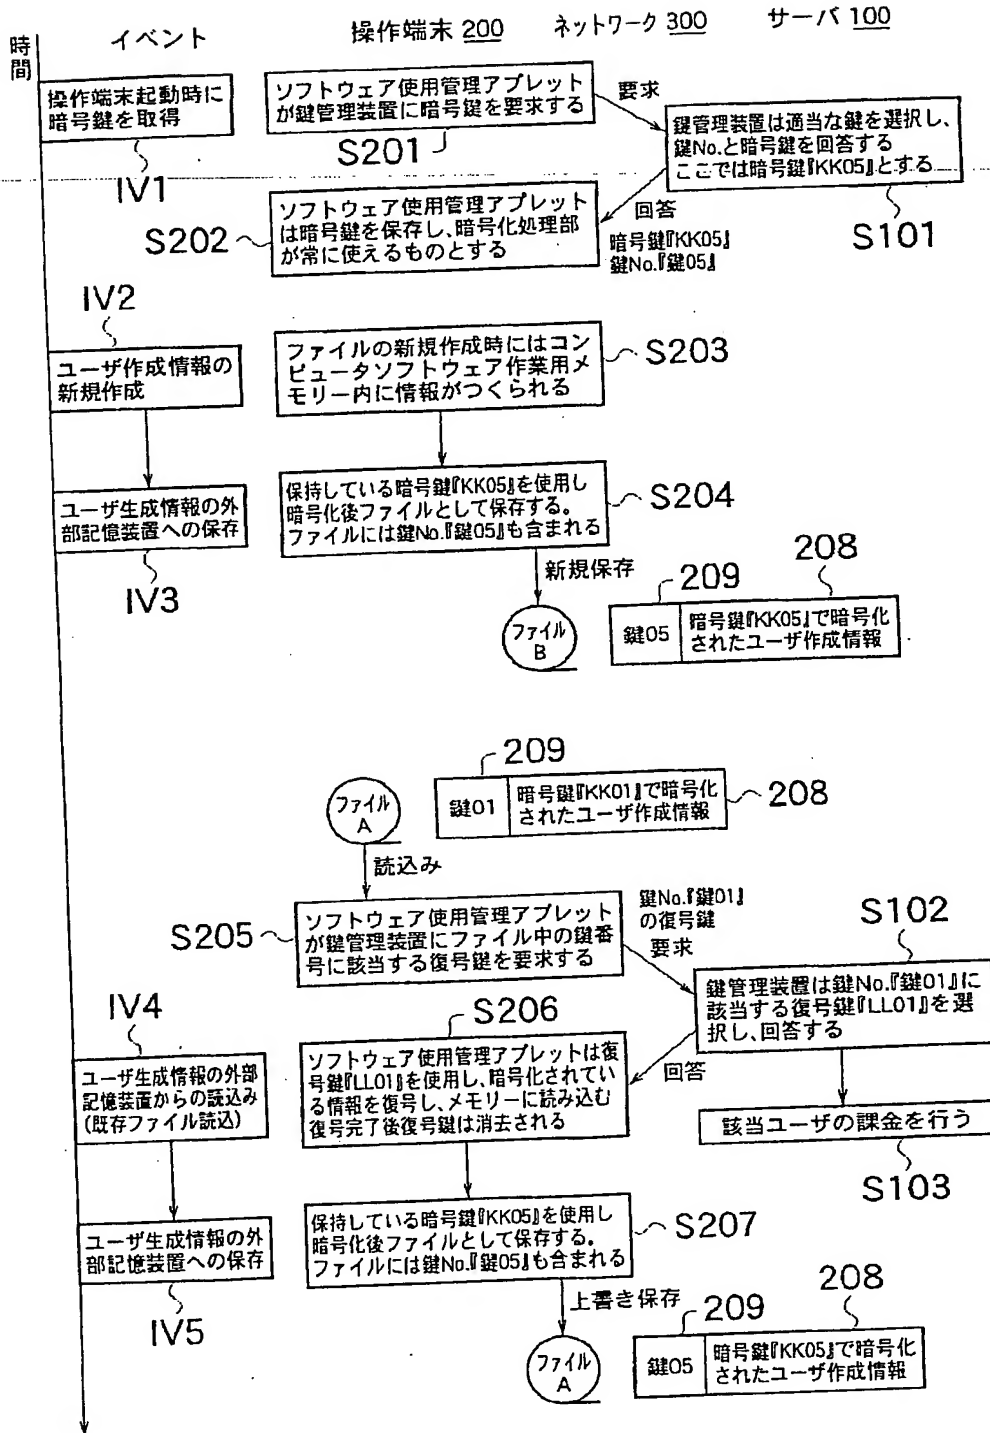 時間
イベント
操作端末 200
ネットワーク 300
サーバ 100
操作端末起動時に
暗号鍵を取得
IV1
ソフトウェア使用管理アプレット
が鍵管理装置に暗号鍵を要求する
S201
要求
鍵管理装置は適当な鍵を選択し、
鍵No.と暗号鍵を回答する
ここでは暗号鍵『KK05』とする
S101
回答
暗号鍵『KK05』
鍵No.『鍵05』
ソフトウェア使用管理アプレット
は暗号鍵を保存し、暗号化処理部
が常に使えるものとする
S202
IV2
ユーザ作成情報の
新規作成
ファイルの新規作成時にはコン
ピュータソフトウェア作業用メ
モリー内に情報がつくられる
S203
ユーザ生成情報の外
部記憶装置への保存
IV3
保持している暗号鍵『KK05』を使用し
暗号化後ファイルとして保存する。
ファイルには鍵No.『鍵05』も含まれる
S204
新規保存
ファイル
B
209
208
鍵05
暗号鍵『KK05』で暗号化
されたユーザ作成情報
ファイル
A
209
鍵01
暗号鍵『KK01』で暗号化
されたユーザ作成情報
208
読込み
S205
ソフトウェア使用管理アプレット
が鍵管理装置にファイル中の鍵番
号に該当する復号鍵を要求する
鍵No.『鍵01』
の復号鍵
要求
S102
鍵管理装置は鍵No.『鍵01』に
該当する復号鍵『LL01』を選
択し、回答する
回答
IV4
ユーザ生成情報の外部
記憶装置からの読込み
(既存ファイル読込)
S206
ソフトウェア使用管理アプレットは復
号鍵『LL01』を使用し、暗号化されてい
る情報を復号し、メモリーに読み込む
復号完了後復号鍵は消去される
該当ユーザの課金を行う
S103
ユーザ生成情報の外
部記憶装置への保存
IV5
保持している暗号鍵『KK05』を使用し
暗号化後ファイルとして保存する。
ファイルには鍵No.『鍵05』も含まれる
S207
上書き保存
ファイル
A
209
208
鍵05
暗号鍵『KK05』で暗号化
されたユーザ作成情報